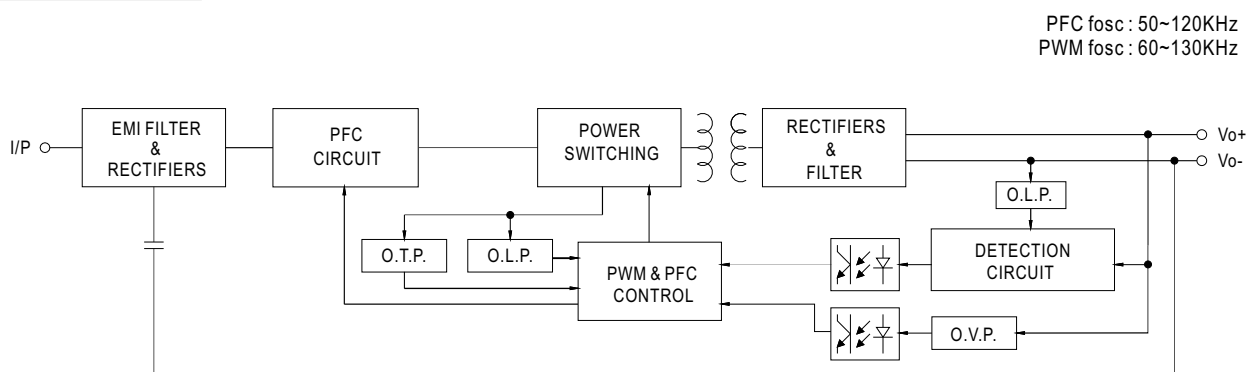 PFC fosc : 50~120KHz
PWM fosc : 60~130KHz
I/P
EMI FILTER
&
RECTIFIERS
PFC
CIRCUIT
POWER
SWITCHING
RECTIFIERS
&
FILTER
Vo+
Vo-
O.L.P.
O.T.P.
O.L.P.
PWM & PFC
CONTROL
DETECTION
CIRCUIT
O.V.P.